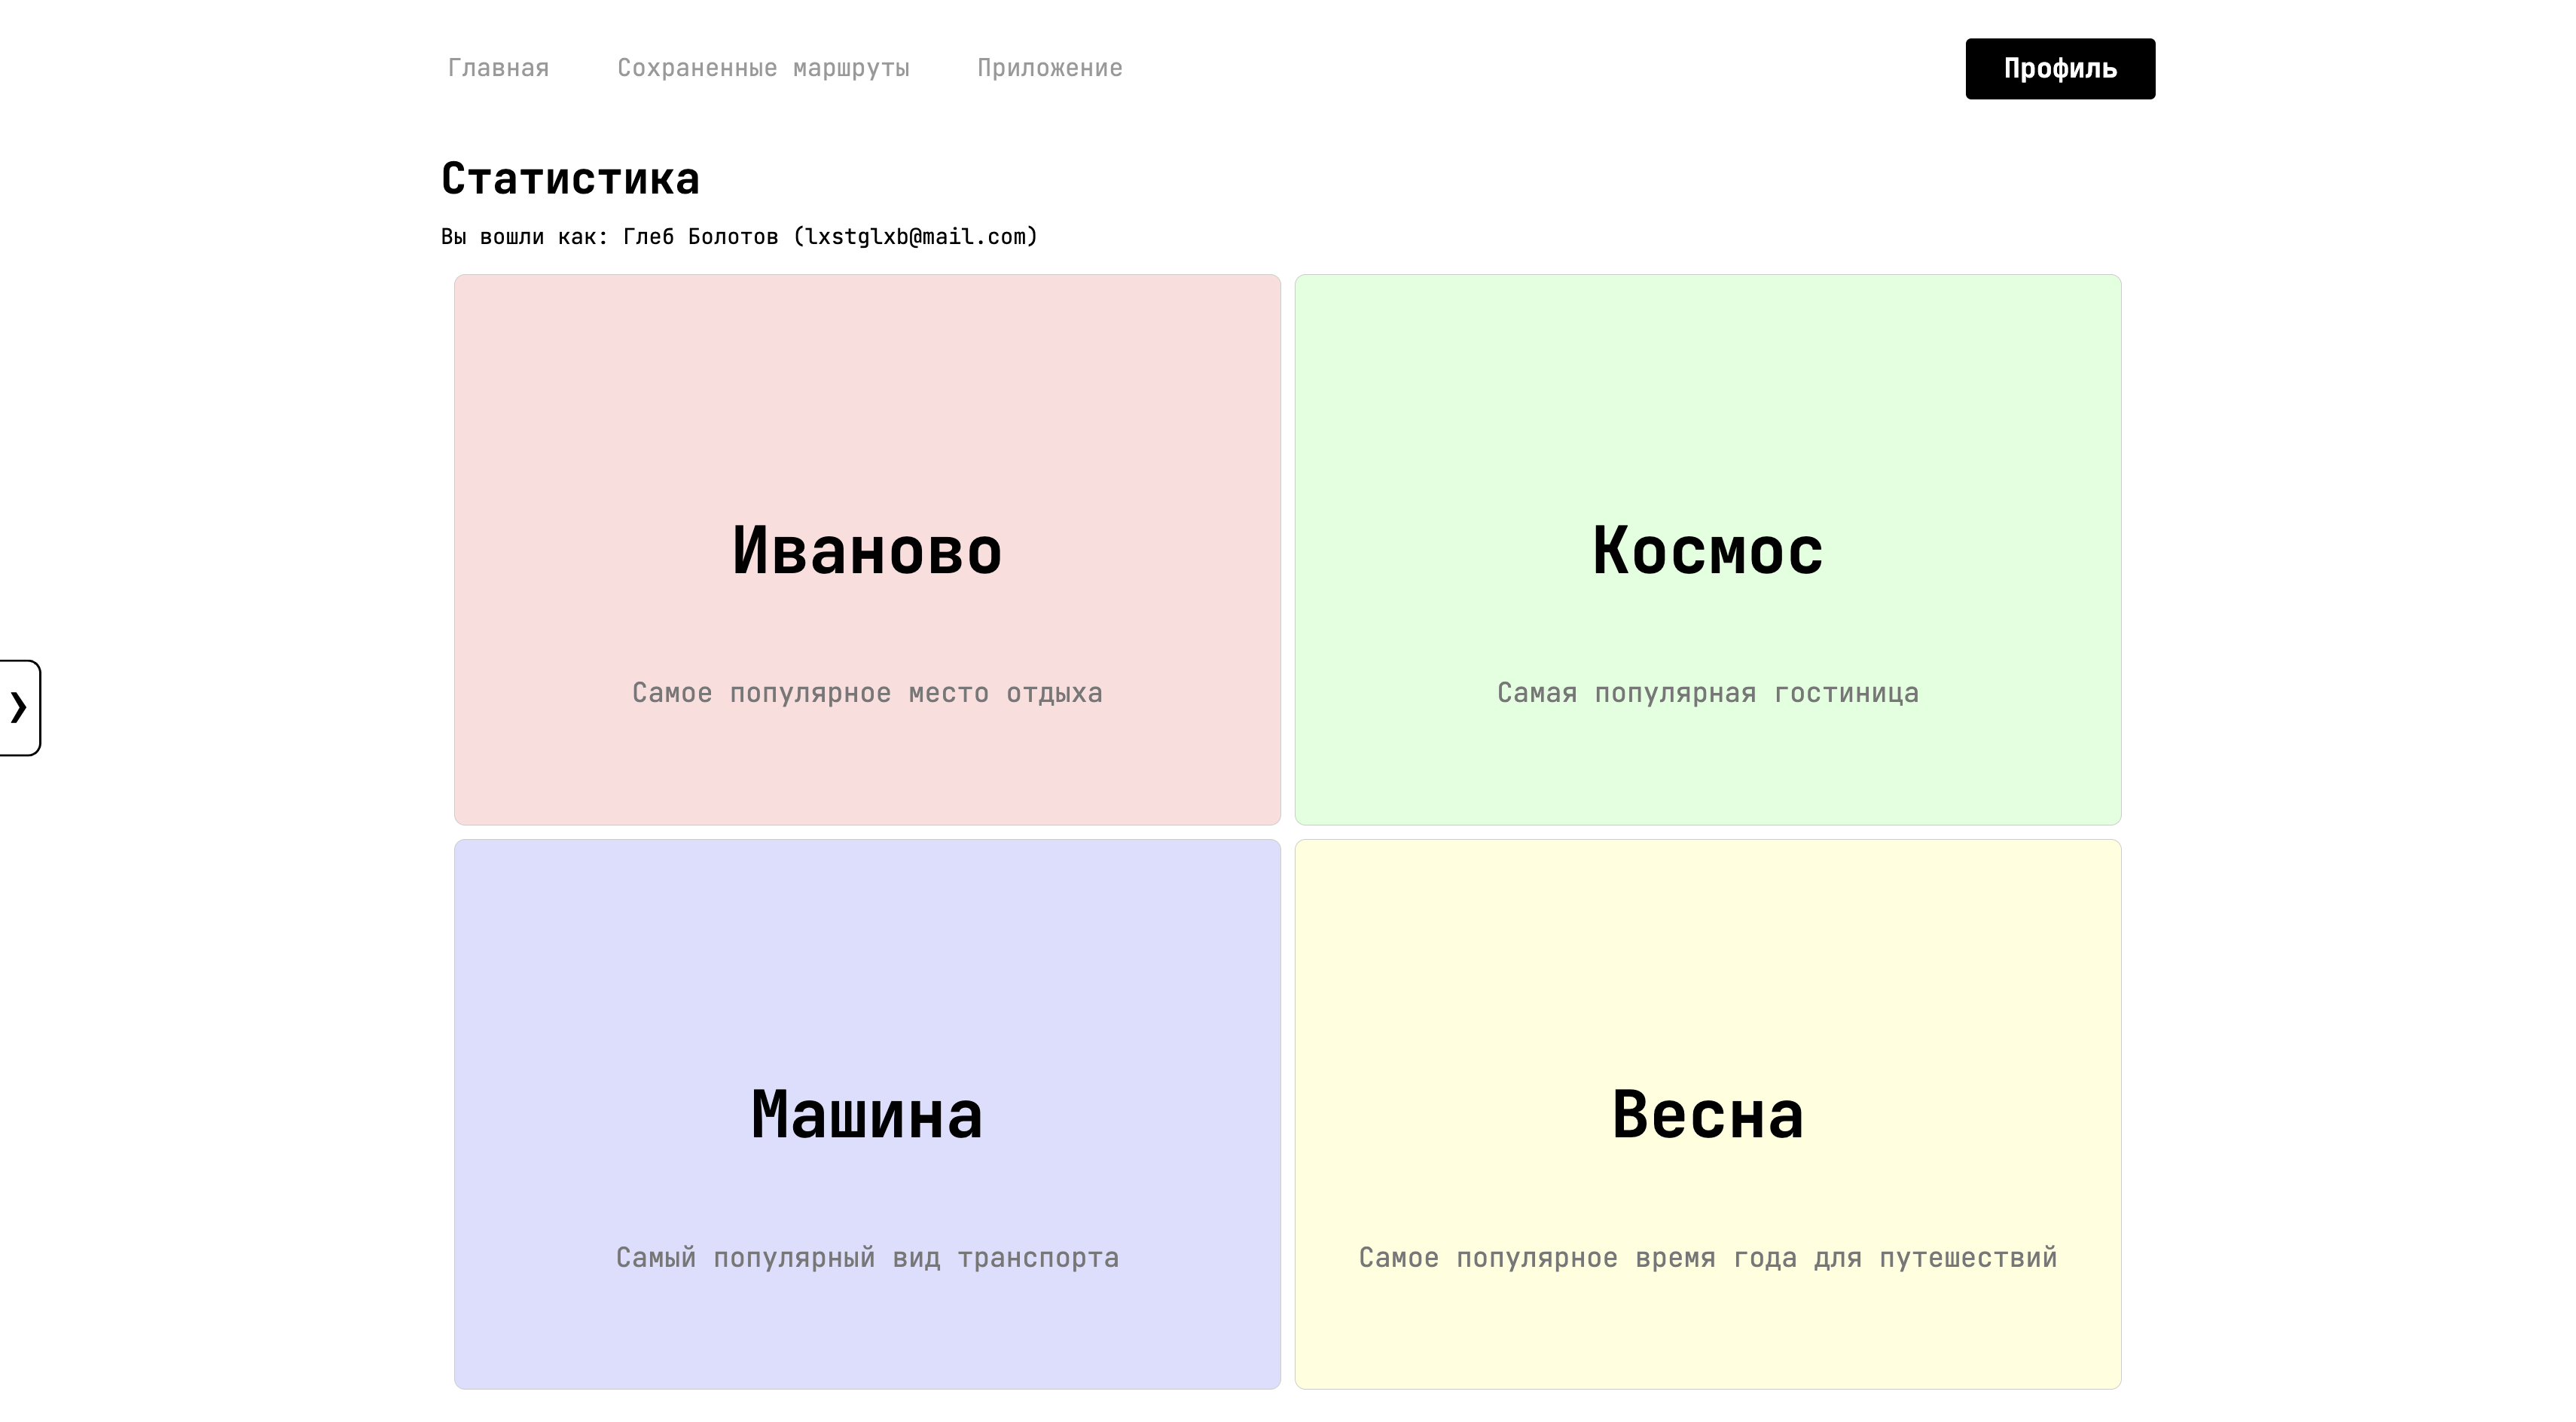 Главная Сохраненные маршруты Приложение Профиль
Статистика
Вы вошли как: Глеб Болотов (lxstglxb@mail.com)
Иваново
Самое популярное место отдыха
Космос
Самая популярная гостиница
Машина
Самый популярный вид транспорта
Весна
Самое популярное время года для путешествий